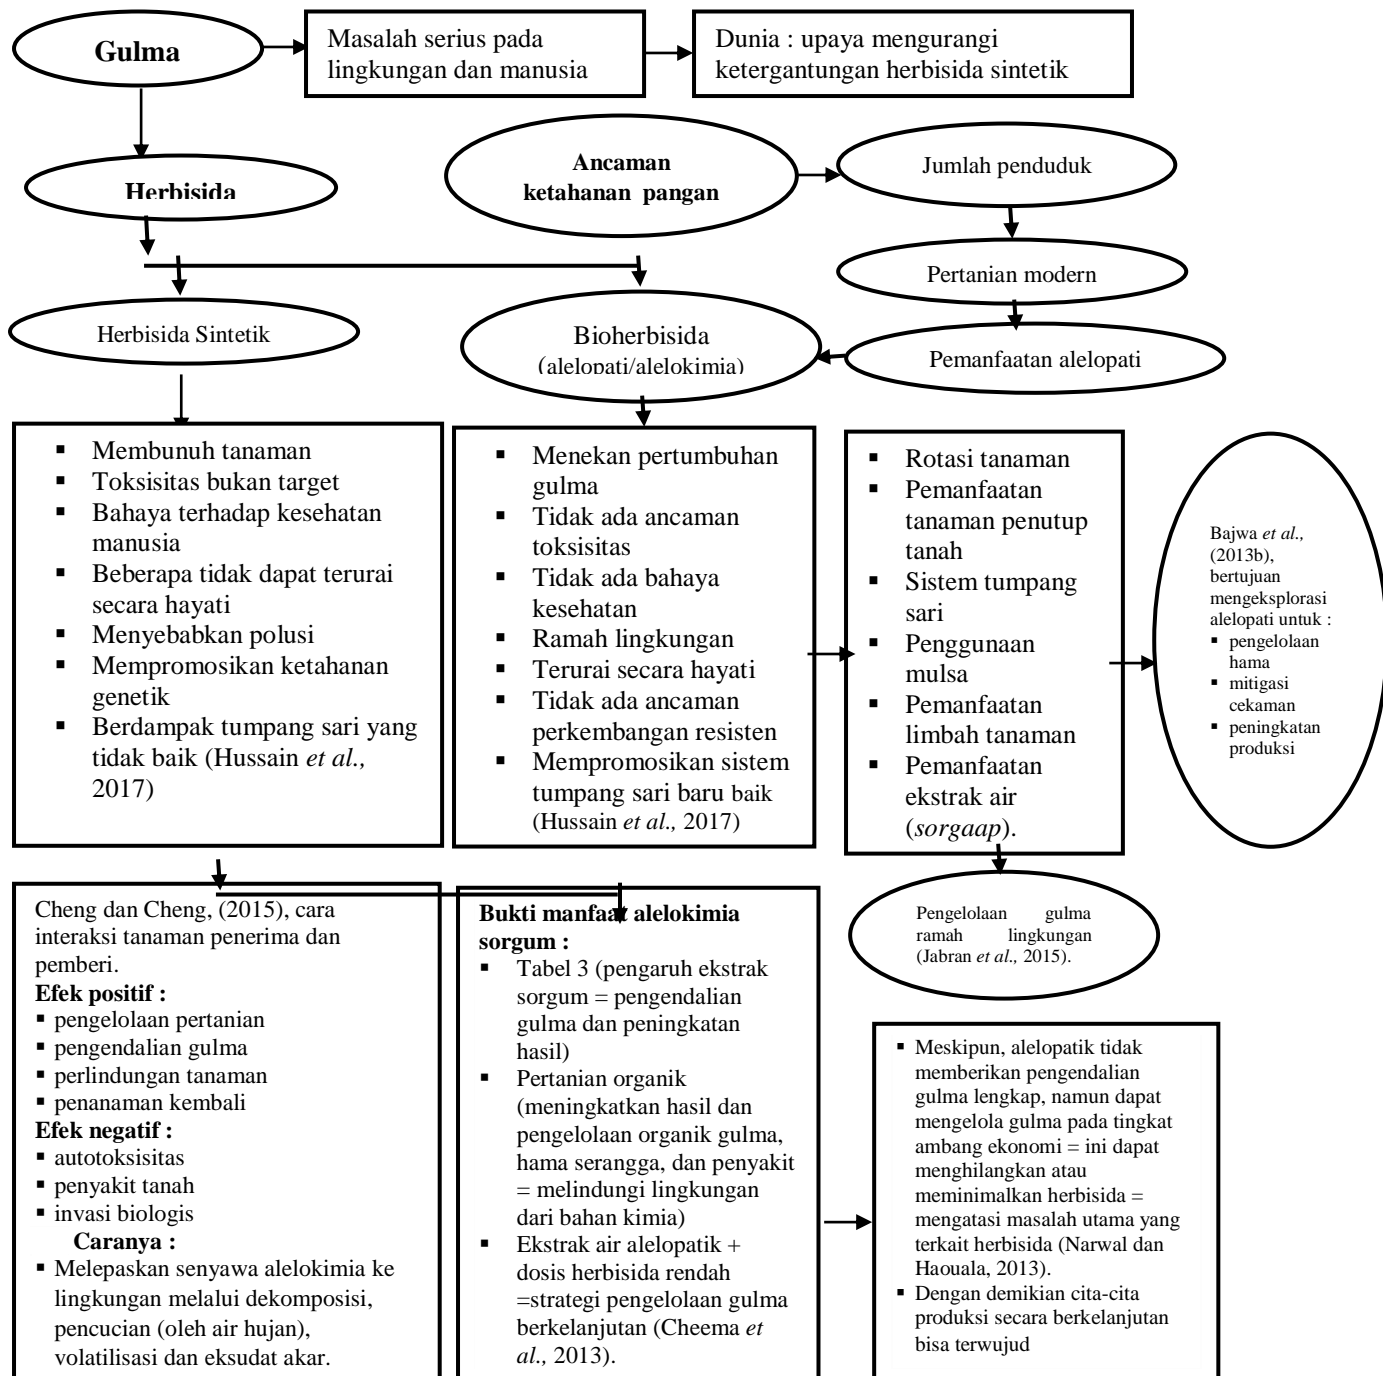 Gulma
Masalah serius pada
lingkungan dan manusia
Dunia : upaya mengurangi
ketergantungan herbisida sintetik
Herbisida
Ancaman
ketahanan pangan
Jumlah penduduk
Pertanian modern
Herbisida Sintetik
Bioherbisida
(alelopati/alelokimia)
Pemanfaatan alelopati
▪ Membunuh tanaman
▪ Toksisitas bukan target
▪ Bahaya terhadap kesehatan
manusia
▪ Beberapa tidak dapat terurai
secara hayati
▪ Menyebabkan polusi
▪ Mempromosikan ketahanan
genetik
▪ Berdampak tumpang sari yang
tidak baik (Hussain et al.,
2017)
▪ Menekan pertumbuhan
gulma
▪ Tidak ada ancaman
toksisitas
▪ Tidak ada bahaya
kesehatan
▪ Ramah lingkungan
▪ Terurai secara hayati
▪ Tidak ada ancaman
perkembangan resisten
▪ Mempromosikan sistem
tumpang sari baru baik
(Hussain et al., 2017)
▪ Rotasi tanaman
▪ Pemanfaatan
tanaman penutup
tanah
▪ Sistem tumpang
sari
▪ Penggunaan
mulsa
▪ Pemanfaatan
limbah tanaman
▪ Pemanfaatan
ekstrak air
(sorgaap).
Bajwa et al.,
(2013b),
bertujuan
mengeksplorasi
alelopati untuk :
▪ pengelolaan
hama
▪ mitigasi
cekaman
▪ peningkatan
produksi
Cheng dan Cheng, (2015), cara
interaksi tanaman penerima dan
pemberi.
Efek positif :
▪ pengelolaan pertanian
▪ pengendalian gulma
▪ perlindungan tanaman
▪ penanaman kembali
Efek negatif :
▪ autotoksisitas
▪ penyakit tanah
▪ invasi biologis
Caranya :
▪ Melepaskan senyawa alelokimia ke
lingkungan melalui dekomposisi,
pencucian (oleh air hujan),
volatilisasi dan eksudat akar.
Bukti manfaat alelokimia
sorgum :
▪ Tabel 3 (pengaruh ekstrak
sorgum = pengendalian
gulma dan peningkatan
hasil)
▪ Pertanian organik
(meningkatkan hasil dan
pengelolaan organik gulma,
hama serangga, dan penyakit
= melindungi lingkungan
dari bahan kimia)
▪ Ekstrak air alelopatik +
dosis herbisida rendah
=strategi pengelolaan gulma
berkelanjutan (Cheema et
al., 2013).
Pengelolaan gulma
ramah lingkungan
(Jabran et al., 2015).
▪ Meskipun, alelopatik tidak
memberikan pengendalian
gulma lengkap, namun dapat
mengelola gulma pada tingkat
ambang ekonomi = ini dapat
menghilangkan atau
meminimalkan herbisida =
mengatasi masalah utama yang
terkait herbisida (Narwal dan
Haouala, 2013).
▪ Dengan demikian cita-cita
produksi secara berkelanjutan
bisa terwujud